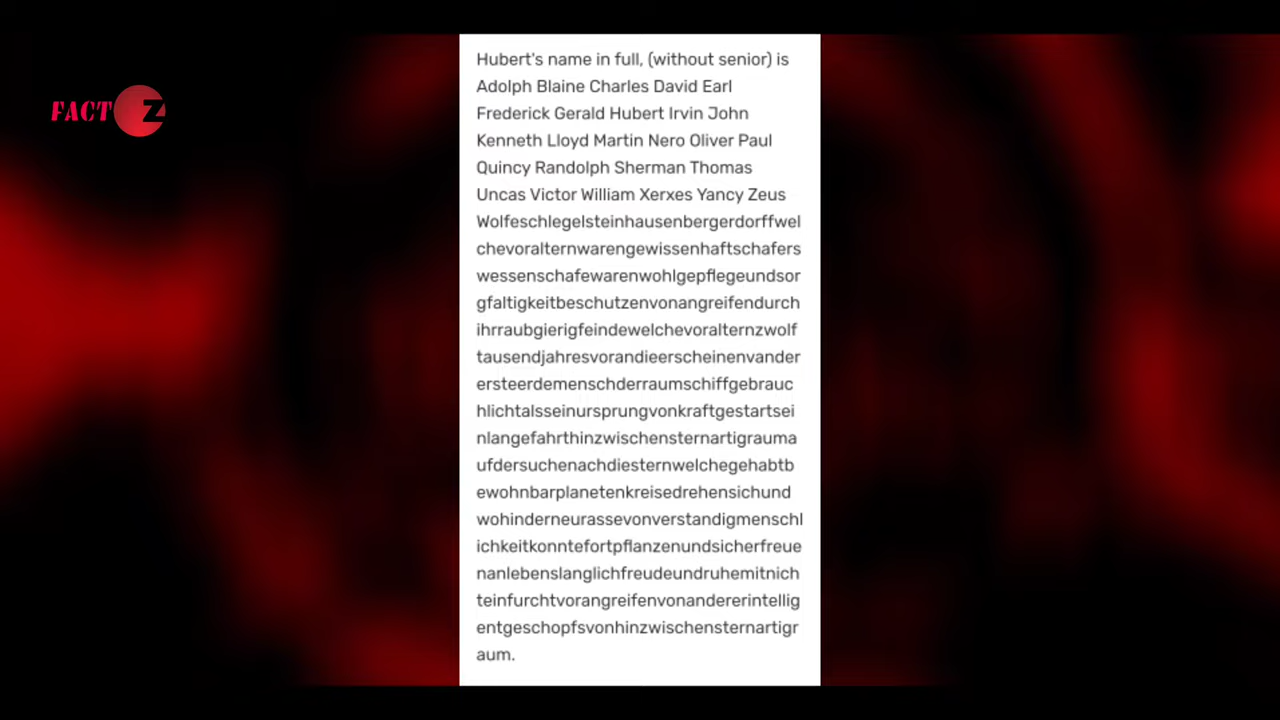 FACT Z
Hubert's name in full, (without senior) is
Adolph Blaine Charles David Earl
Frederick Gerald Hubert Irvin John
Kenneth Lloyd Martin Nero Oliver Paul
Quincy Randolph Sherman Thomas
Uncas Victor William Xerxes Yancy Zeus
Wolfeschlegelsteinhausenbergerdorffwel
chevoralternwarengewissenhaftschafers
wessenschafewarenwohlgepflegeundsor
gfaltigkeitbeschutzenvonangreifendurch
ihrraubgierigfeindewelchevoralternzwolf
tausendjahresvorandieerscheinenvander
ersteerdemenschderraumschiffgebrauc
hlichtalsseinursprungvonkraftgestartsei
nlangefahrthinzwischensternartigrauma
ufdersuchenachdiesternwelchegehabtb
ewohnbarplanetenkreisedrehensichund
wohinderneurassevonverstandigmenschl
ichkeitkonntefortpflanzenundsicherfreue
nanlebenslanglichfreudeundruhemitnich
teinfurchtvorangreifenvonandererintellig
entgeschopfsvonhinzwischensternartigr
aum.